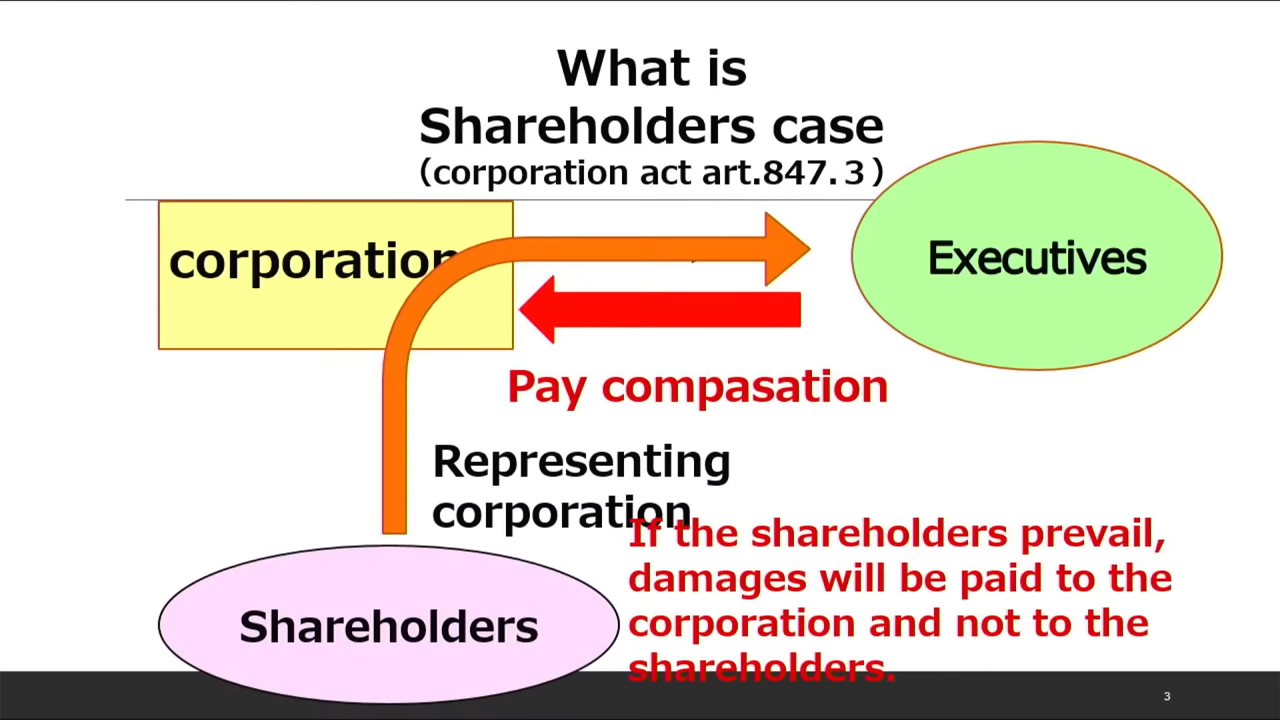 What is
Shareholders case
(corporation act art.847.３)
corporation
Executives
Pay compasation
Representing
corporation
If the shareholders prevail,
damages will be paid to the
corporation and not to the
shareholders.
Shareholders
3